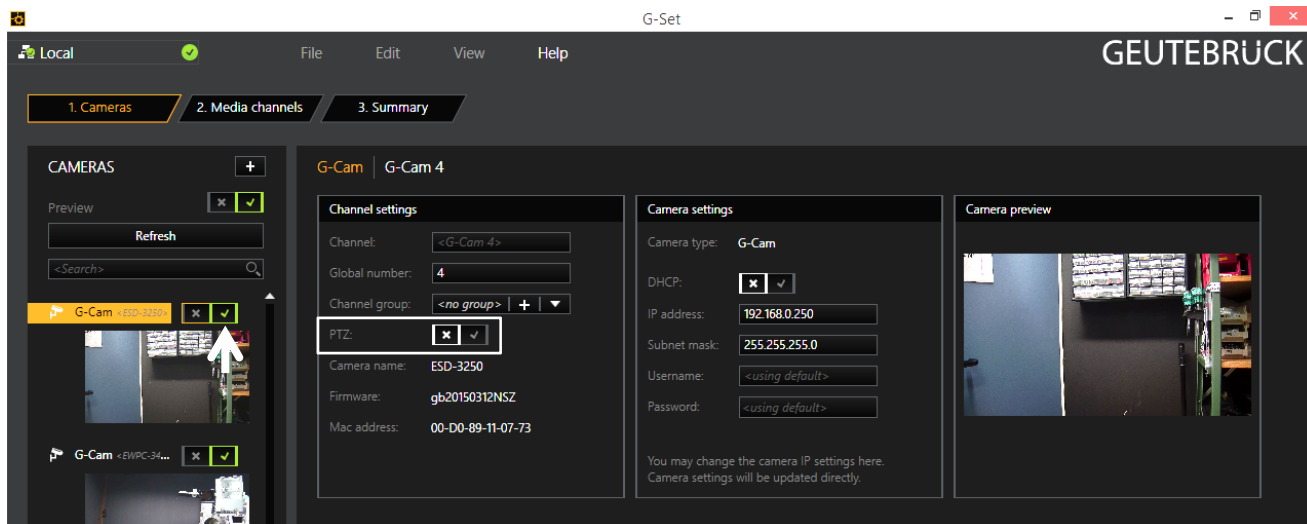 G-Set
Local
File Edit View Help
GEUTEBRÜCK
1. Cameras 2. Media channels 3. Summary
CAMERAS +
Preview
Refresh
<Search>
G-Cam <ESD-3250>
G-Cam <EWPC-34...
G-Cam | G-Cam 4
Channel settings
Channel: <G-Cam 4>
Global number: 4
Channel group: <no group> | + |
PTZ:
Camera name: ESD-3250
Firmware: gb20150312NSZ
Mac address: 00-D0-89-11-07-73
Camera settings
Camera type: G-Cam
DHCP:
IP address: 192.168.0.250
Subnet mask: 255.255.255.0
Username: <using default>
Password: <using default>
You may change the camera IP settings here.
Camera settings will be updated directly.
Camera preview